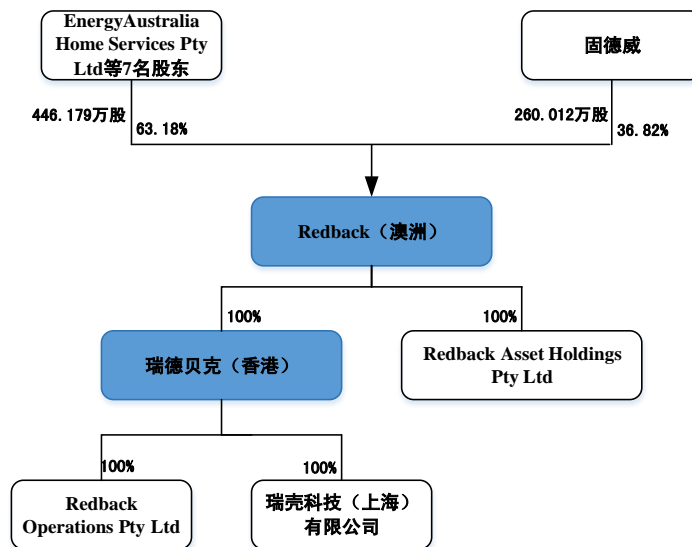 EnergyAustralia
Home Services Pty
Ltd等7名股东
固德威
446.179万股
63.18%
260.012万股
36.82%
Redback（澳洲）
100%
100%
瑞德贝克（香港）
Redback Asset Holdings
Pty Ltd
100%
100%
Redback
Operations Pty Ltd
瑞壳科技（上海）
有限公司